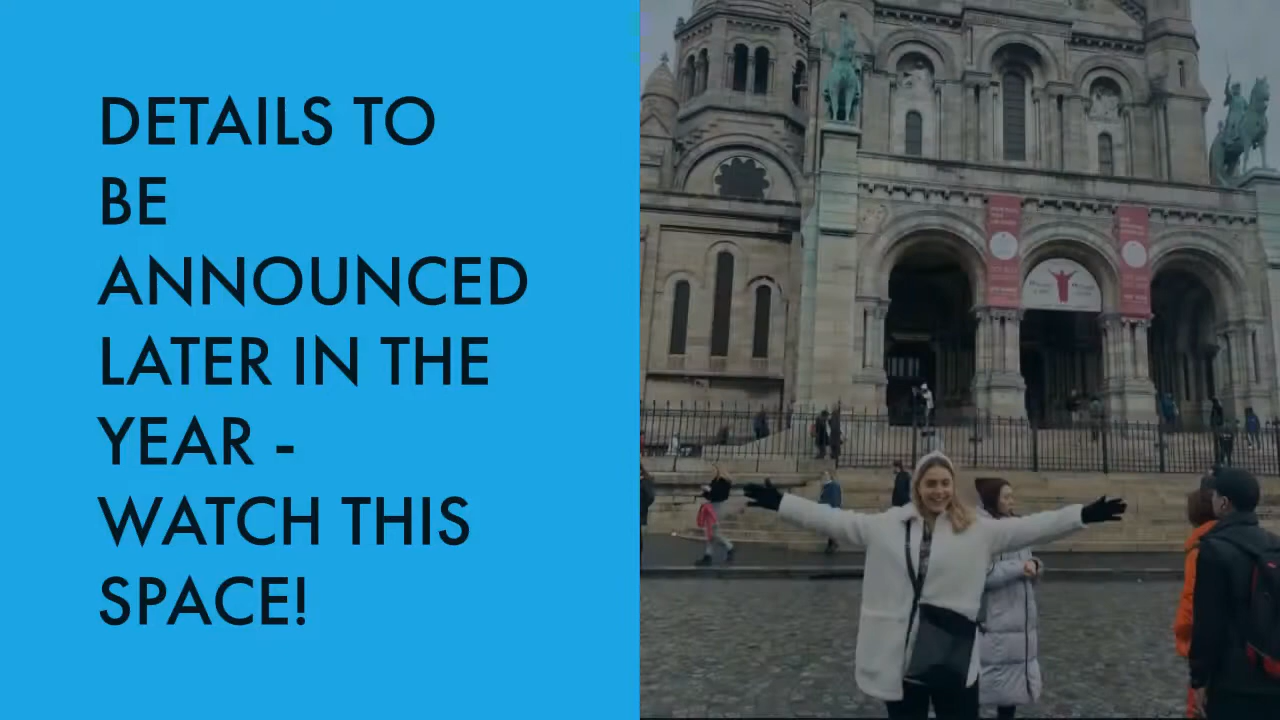 DETAILS TO
BE
ANNOUNCED
LATER IN THE
YEAR -
WATCH THIS
SPACE!